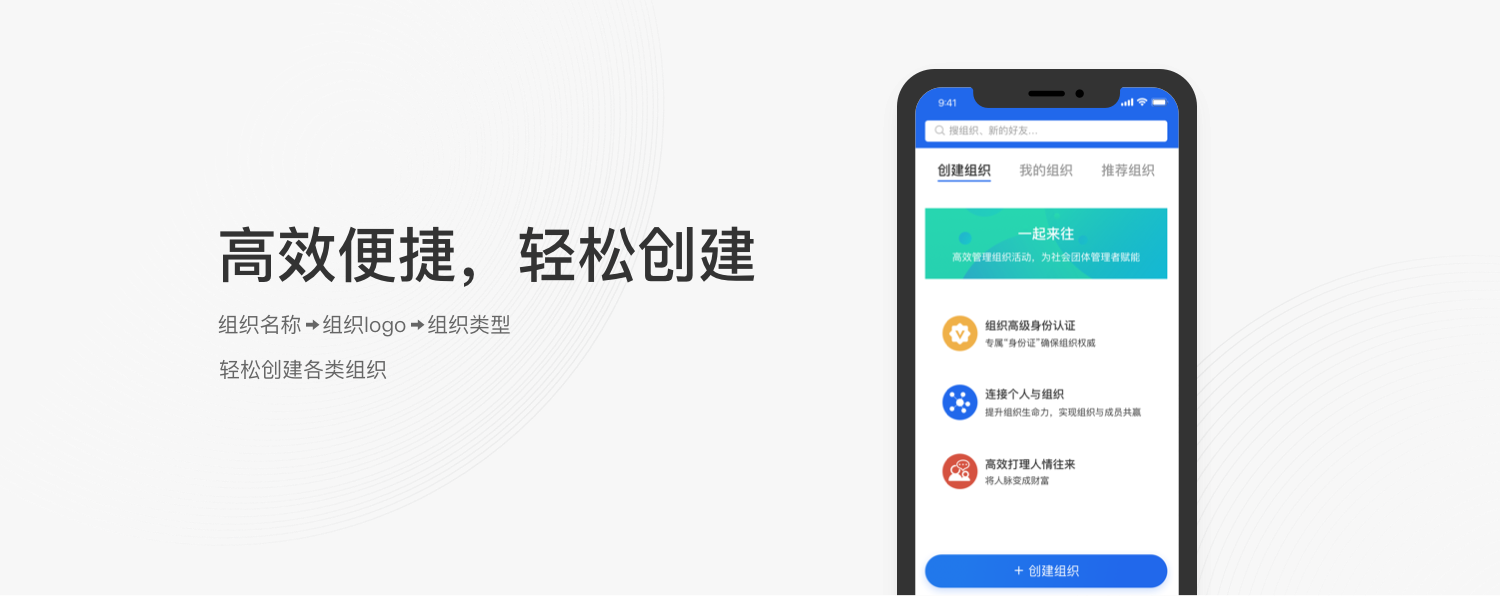 高效便捷，轻松创建
组织名称➡组织logo➡组织类型
轻松创建各类组织
9:41
搜组织、新的好友...
创建组织 我的组织 推荐组织
一起来往
高效管理组织活动，为社会团体管理者赋能
组织高级身份认证
专属“身份证”确保组织权威
连接个人与组织
提升组织生命力，实现组织与成员共赢
高效打理人情往来
将人脉变成财富
+ 创建组织